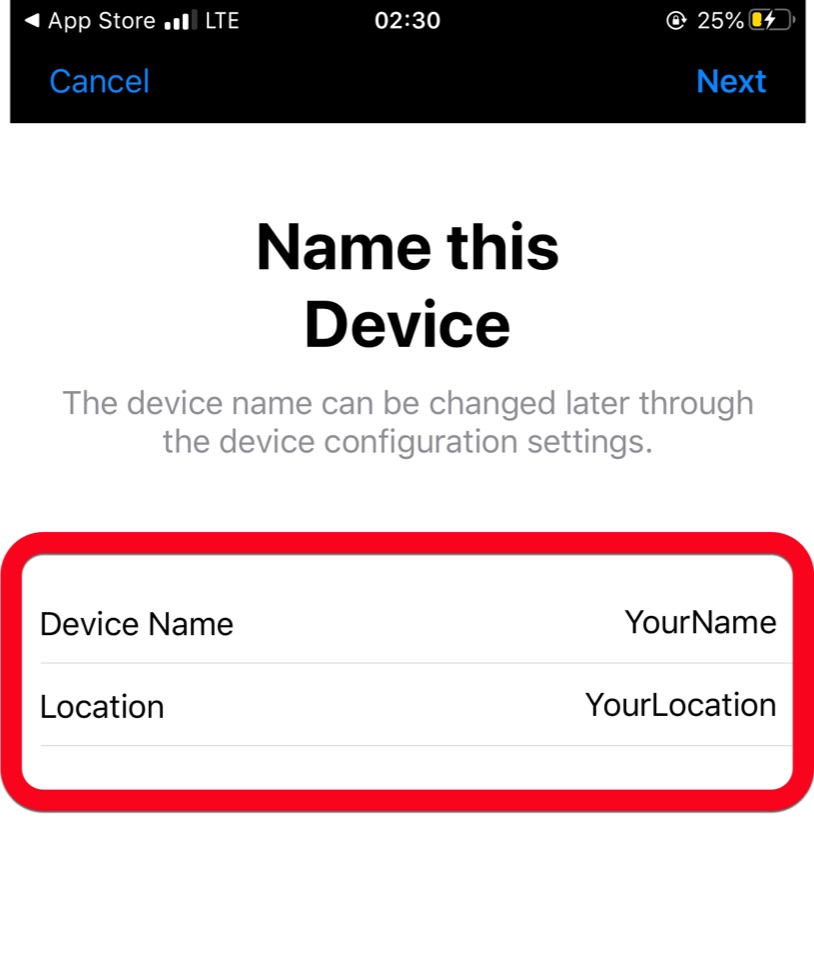 ◀ App Store LTE 02:30 25%
Cancel Next
Name this
Device
The device name can be changed later through
the device configuration settings.
Device Name YourName
Location YourLocation